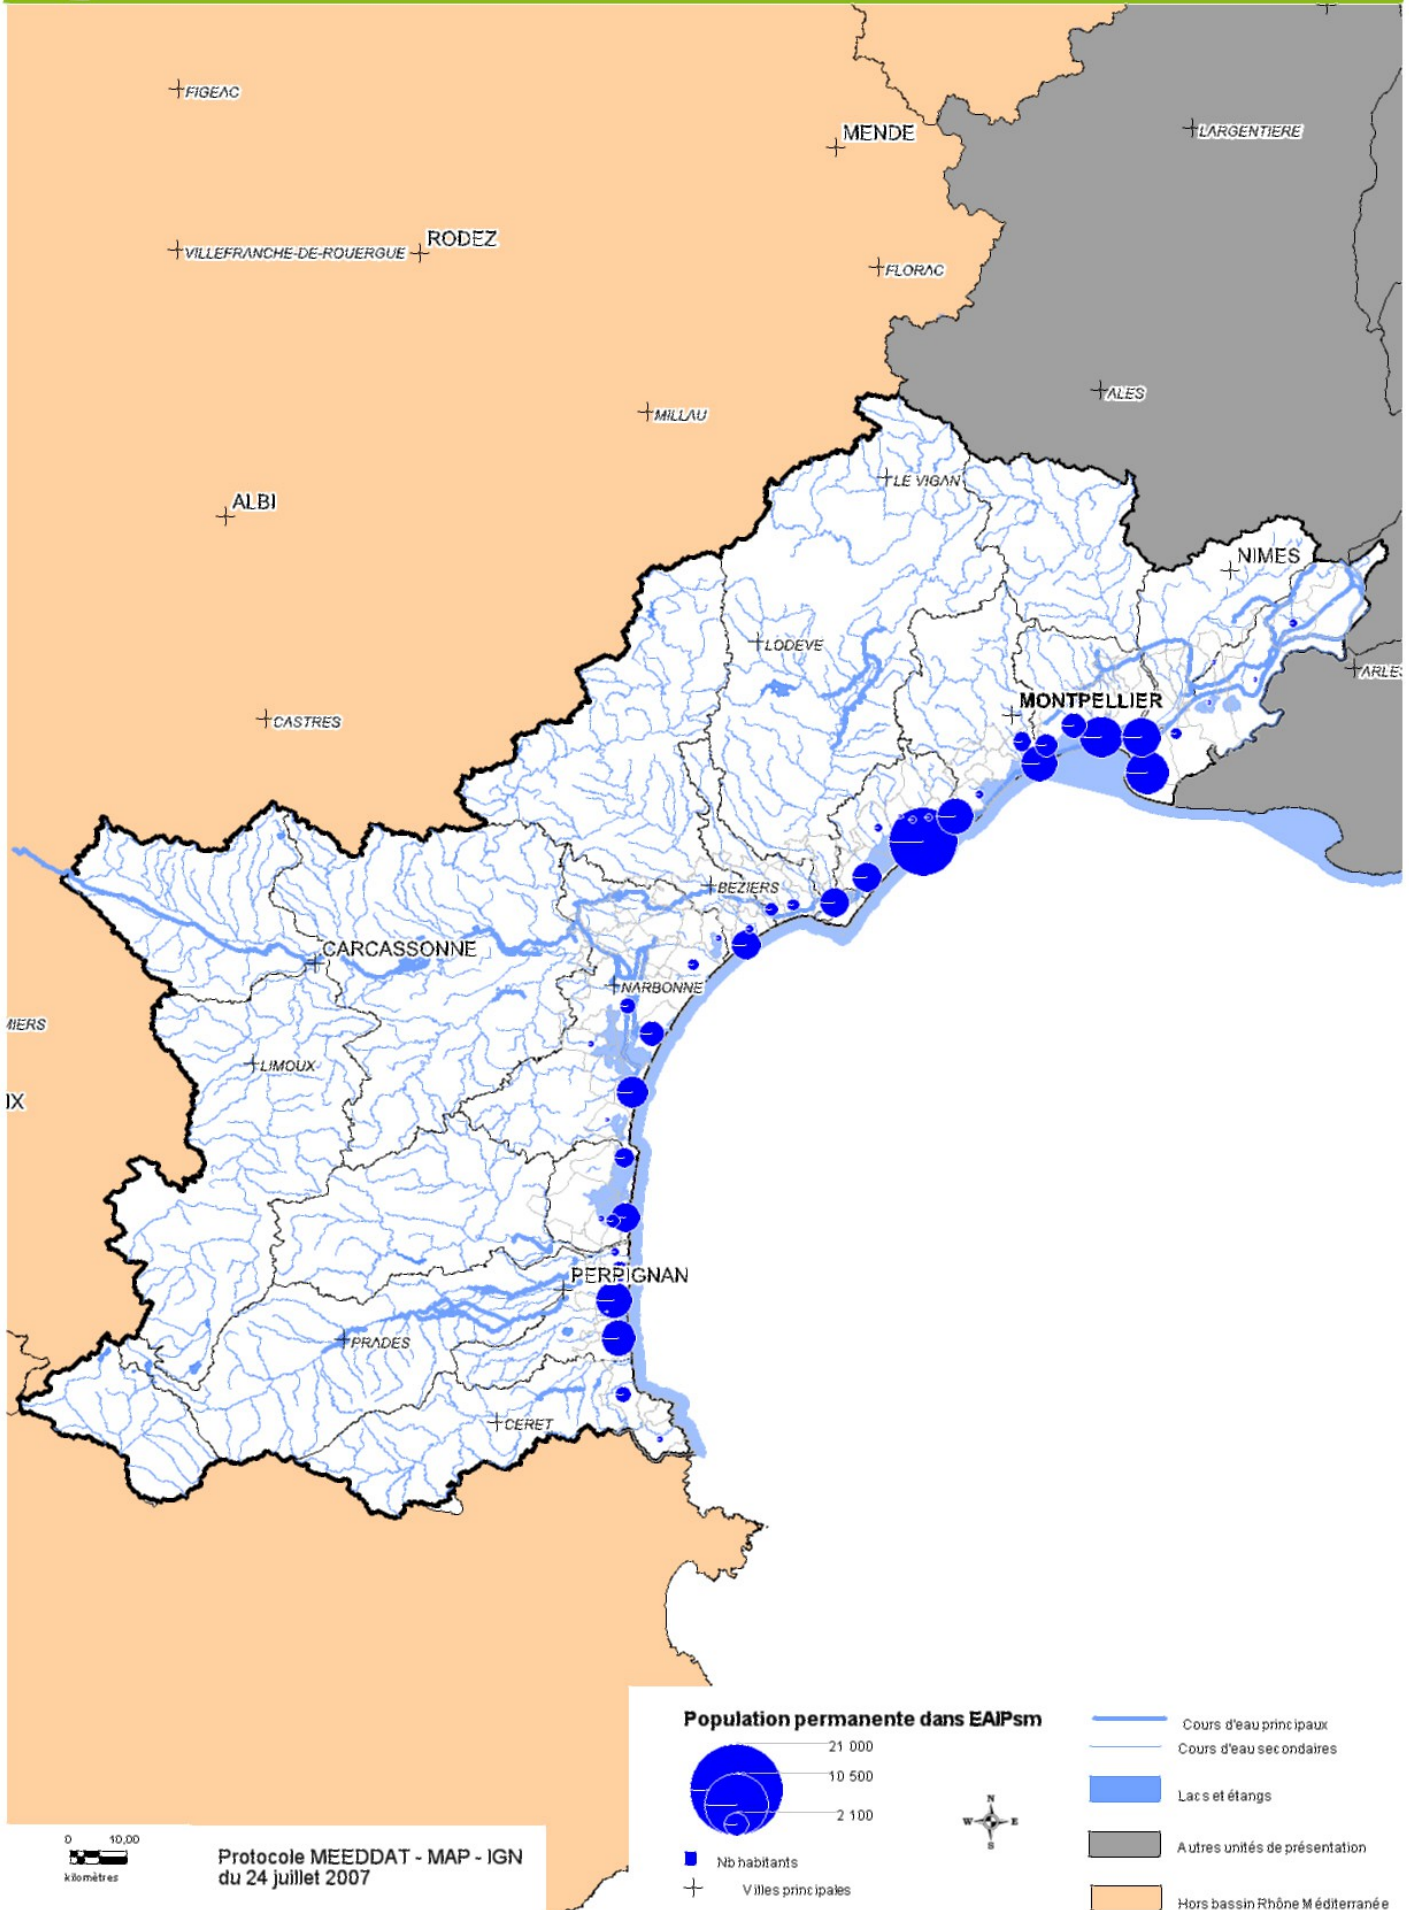 FIGEAC
MENDE
LARGENTIERE
RODEZ
VILLEFRANCHE-DE-ROUERGUE
FLORAC
ALES
MILLAU
LE VIGAN
ALBI
NIMES
LODEVE
ARLES
MONTPELLIER
CASTRES
BEZIERS
CARCASSONNE
NARBONNE
MIERS
LIMOUX
IX
PERPIGNAN
PRADES
CERET
Population permanente dans EAIPsm
21 000
10 500
2 100
Nb habitants
Villes principales
N
W E
S
Cours d'eau principaux
Cours d'eau secondaires
Lacs et étangs
Autres unités de présentation
Hors bassin Rhône Méditerranée
0 10,00
kilomètres
Protocole MEEDDAT - MAP - IGN
du 24 juillet 2007